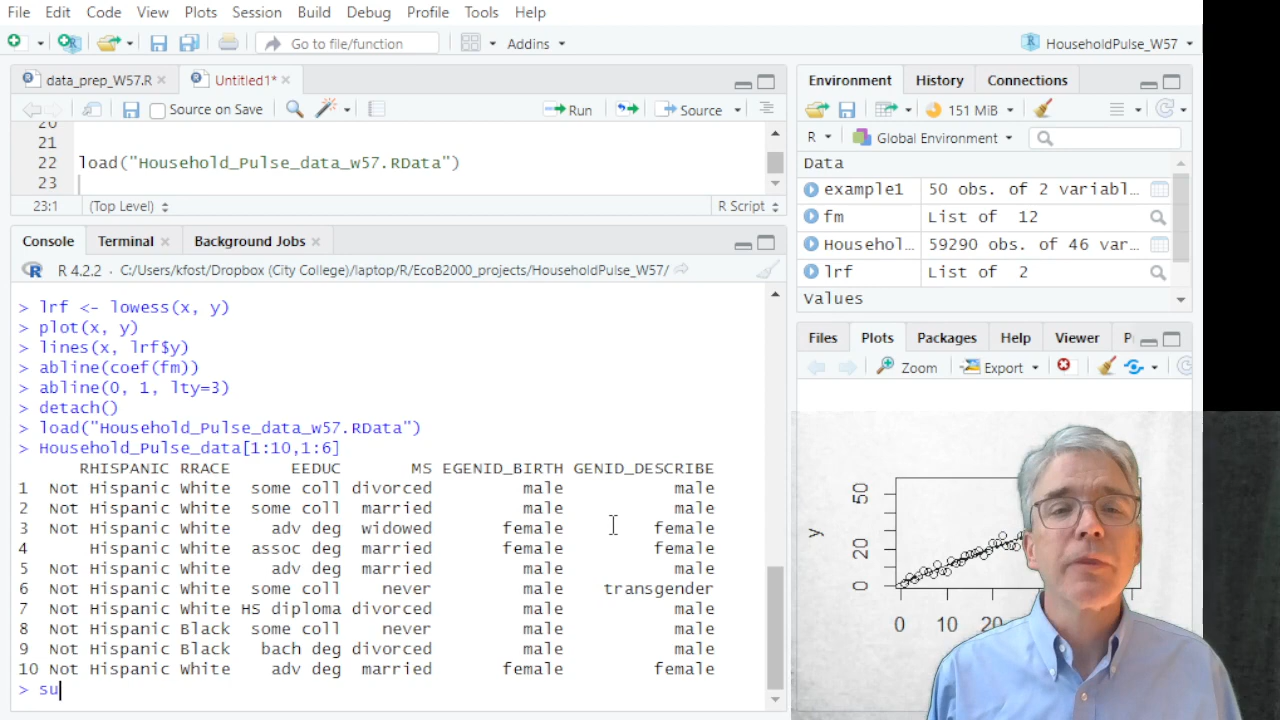 File Edit Code View Plots Session Build Debug Profile Tools Help
Go to file/function Addins HouseholdPulse_W57
data_prep_W57.R Untitled1*
Source on Save Run Source
20
21
22 load("Household_Pulse_data_w57.RData")
23
23:1 (Top Level) R Script
Console Terminal Background Jobs
R 4.2.2 · C:/Users/kfost/Dropbox (City College)/laptop/R/EcoB2000_projects/HouseholdPulse_W57/
> lrf <- lowess(x, y)
> plot(x, y)
> lines(x, lrf$y)
> abline(coef(fm))
> abline(0, 1, lty=3)
> detach()
> load("Household_Pulse_data_w57.RData")
> Household_Pulse_data[1:10,1:6]
RHISPANIC RRACE EEDUC MS EGENID_BIRTH GENID_DESCRIBE
1 Not Hispanic White some coll divorced male male
2 Not Hispanic White some coll married male male
3 Not Hispanic White adv deg widowed female female
4 Hispanic White assoc deg married female female
5 Not Hispanic White adv deg married male male
6 Not Hispanic White some coll never male transgender
7 Not Hispanic White HS diploma divorced male male
8 Not Hispanic Black some coll never male male
9 Not Hispanic Black bach deg divorced male male
10 Not Hispanic White adv deg married female female
> su
Environment History Connections
151 MiB
R Global Environment
Data
example1 50 obs. of 2 variabl…
fm List of 12
Househol… 59290 obs. of 46 var…
lrf List of 2
Values
Files Plots Packages Help Viewer
Zoom Export
y
0 20 50
0 10